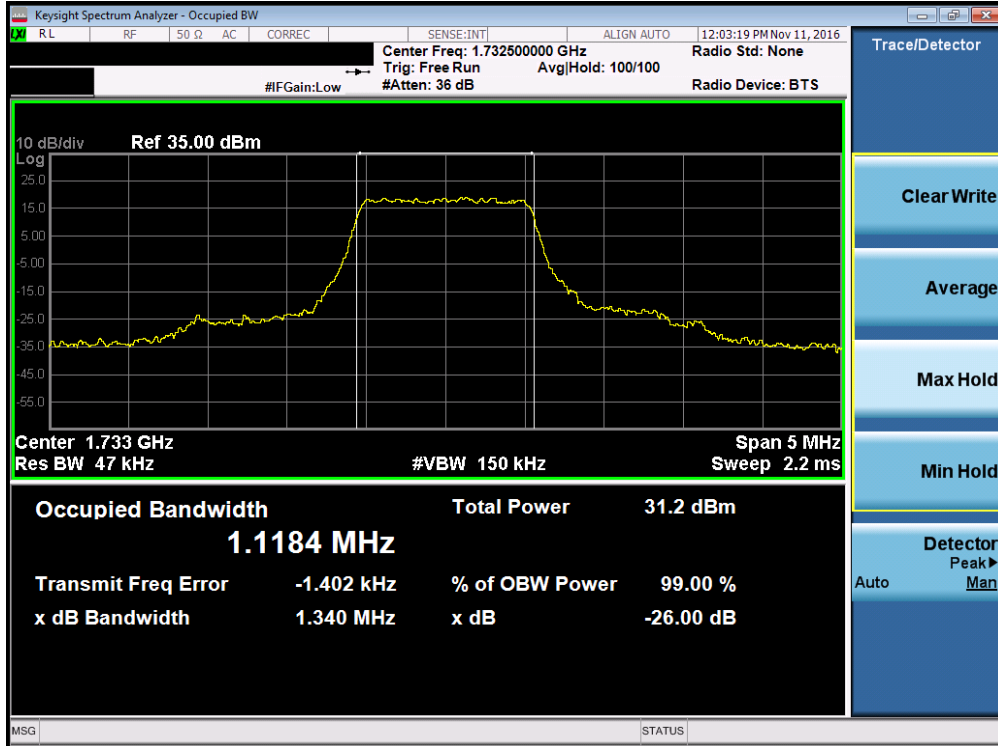 Keysight Spectrum Analyzer - Occupied BW
LXI RL RF 50 Ω AC CORREC SENSE:INT ALIGN AUTO 12:03:19 PM Nov 11, 2016
Center Freq: 1.732500000 GHz Radio Std: None
Trig: Free Run Avg|Hold: 100/100
#IFGain:Low #Atten: 36 dB Radio Device: BTS
Trace/Detector
10 dB/div Ref 35.00 dBm
Log
25.0
15.0
5.00
-5.00
-15.0
-25.0
-35.0
-45.0
-55.0
Center 1.733 GHz Span 5 MHz
Res BW 47 kHz #VBW 150 kHz Sweep 2.2 ms
Occupied Bandwidth Total Power 31.2 dBm
1.1184 MHz
Transmit Freq Error -1.402 kHz % of OBW Power 99.00 %
x dB Bandwidth 1.340 MHz x dB -26.00 dB
Clear Write
Average
Max Hold
Min Hold
Detector
Peak▶
Auto Man
MSG STATUS